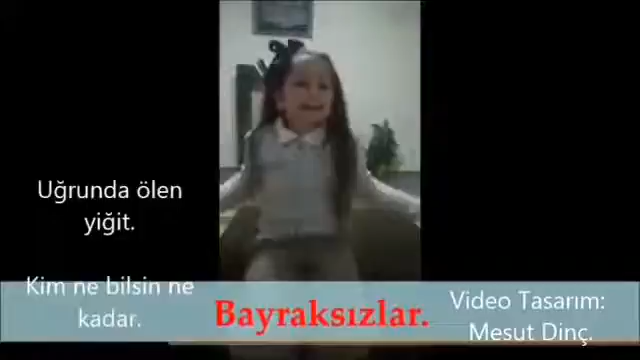 Uğrunda ölen
yiğit.
Kim ne bilsin ne
kadar.
Bayraksızlar.
Video Tasarım:
Mesut Dinç.